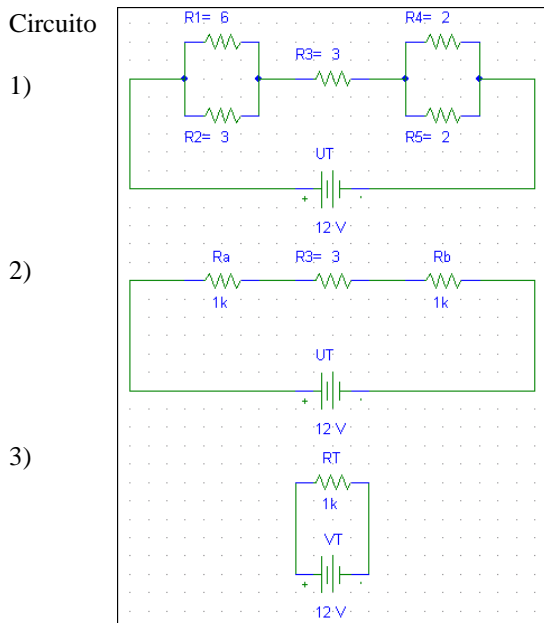 Circuito
R1= 6
R4= 2
R3= 3
1)
R2= 3
R5= 2
UT
+ -
12 V
2)
Ra
R3= 3
Rb
1k
1k
UT
+ -
12 V
3)
RT
1k
VT
+ -
12 V